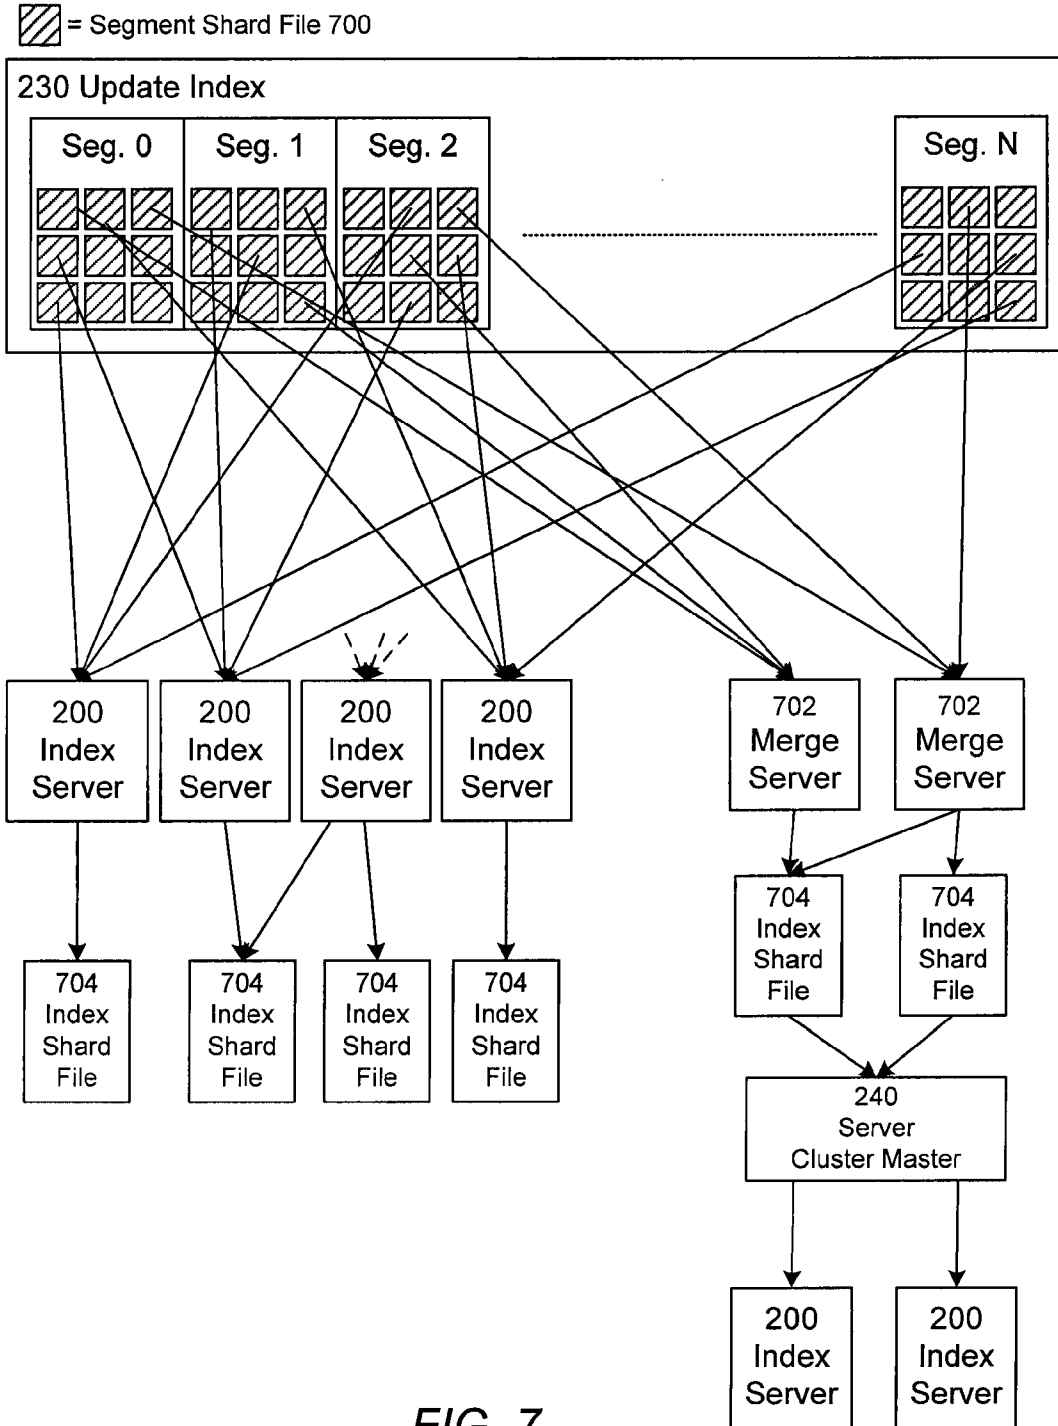 = Segment Shard File 700
230 Update Index
Seg. 0
Seg. 1
Seg. 2
Seg. N
200
Index
Server
200
Index
Server
200
Index
Server
200
Index
Server
702
Merge
Server
702
Merge
Server
704
Index
Shard
File
704
Index
Shard
File
704
Index
Shard
File
704
Index
Shard
File
704
Index
Shard
File
704
Index
Shard
File
240
Server
Cluster Master
200
Index
Server
200
Index
Server
FIG. 7